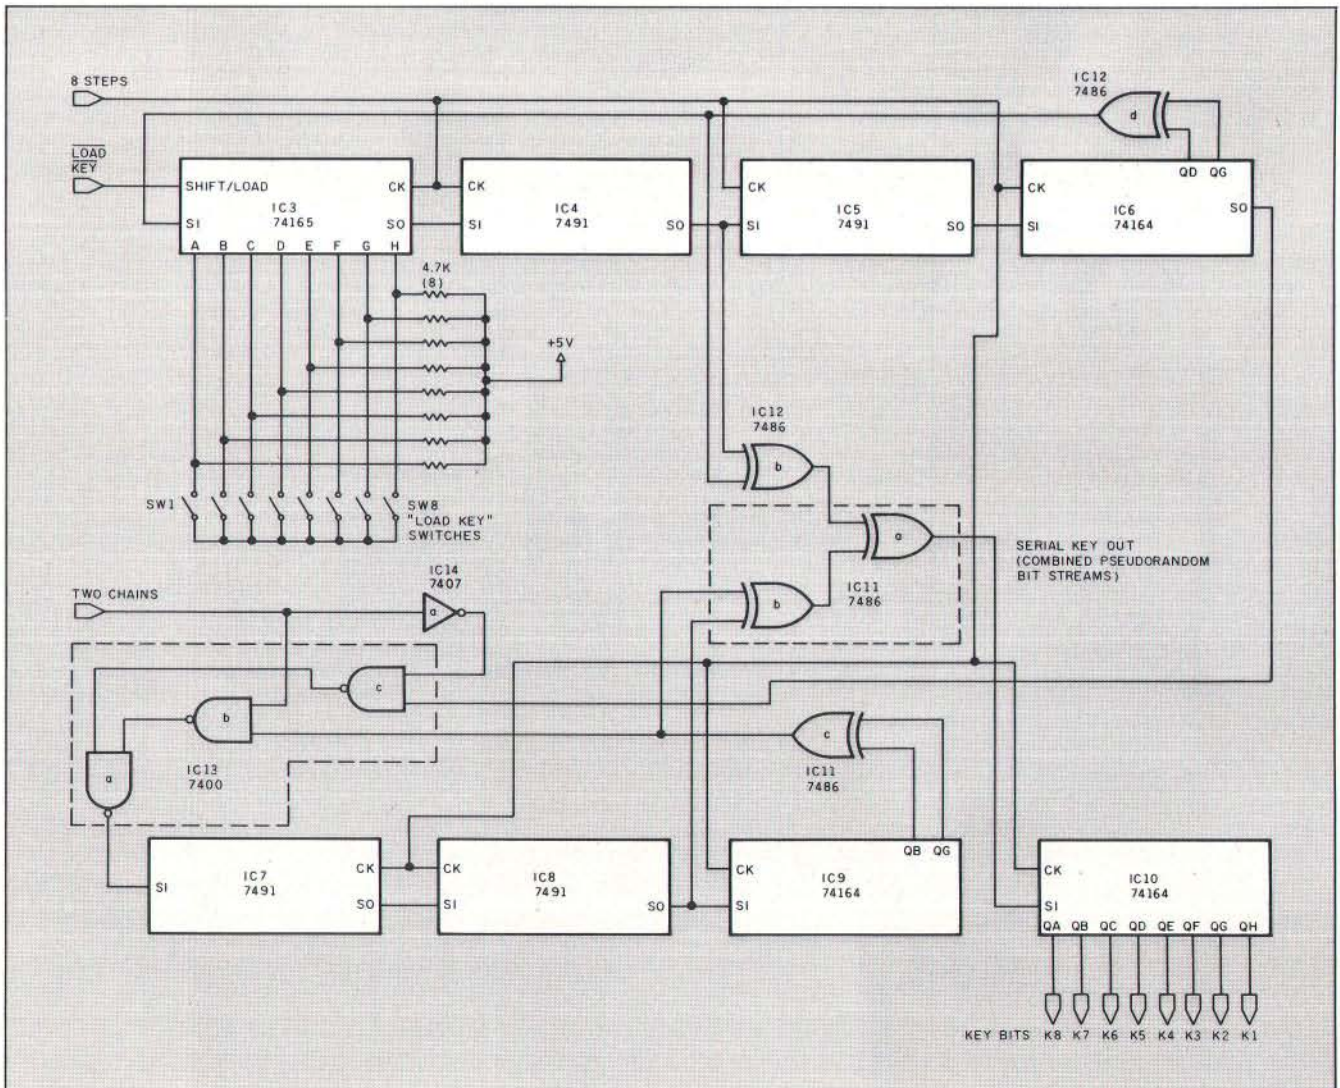 8 STEPS
LOAD
KEY
IC12
7486
d
SHIFT/LOAD
CK
IC3
74165
SI
SO
A B C D E F G H
CK
IC4
7491
SI
SO
CK
IC5
7491
SI
SO
QD QG
CK
IC6
74164
SO
SI
4.7K
(8)
+5V
SW1
SW8
"LOAD KEY"
SWITCHES
IC12
7486
b
a
b
IC11
7486
SERIAL KEY OUT
(COMBINED PSEUDORANDOM
BIT STREAMS)
TWO CHAINS
IC14
7407
a
c
b
a
IC13
7400
c
IC11
7486
CK
IC7
7491
SI
SO
CK
IC8
7491
SI
SO
QB QG
CK
IC9
74164
SI
CK
IC10
74164
SI
QA QB QC QD QE QF QG QH
KEY BITS K8 K7 K6 K5 K4 K3 K2 K1